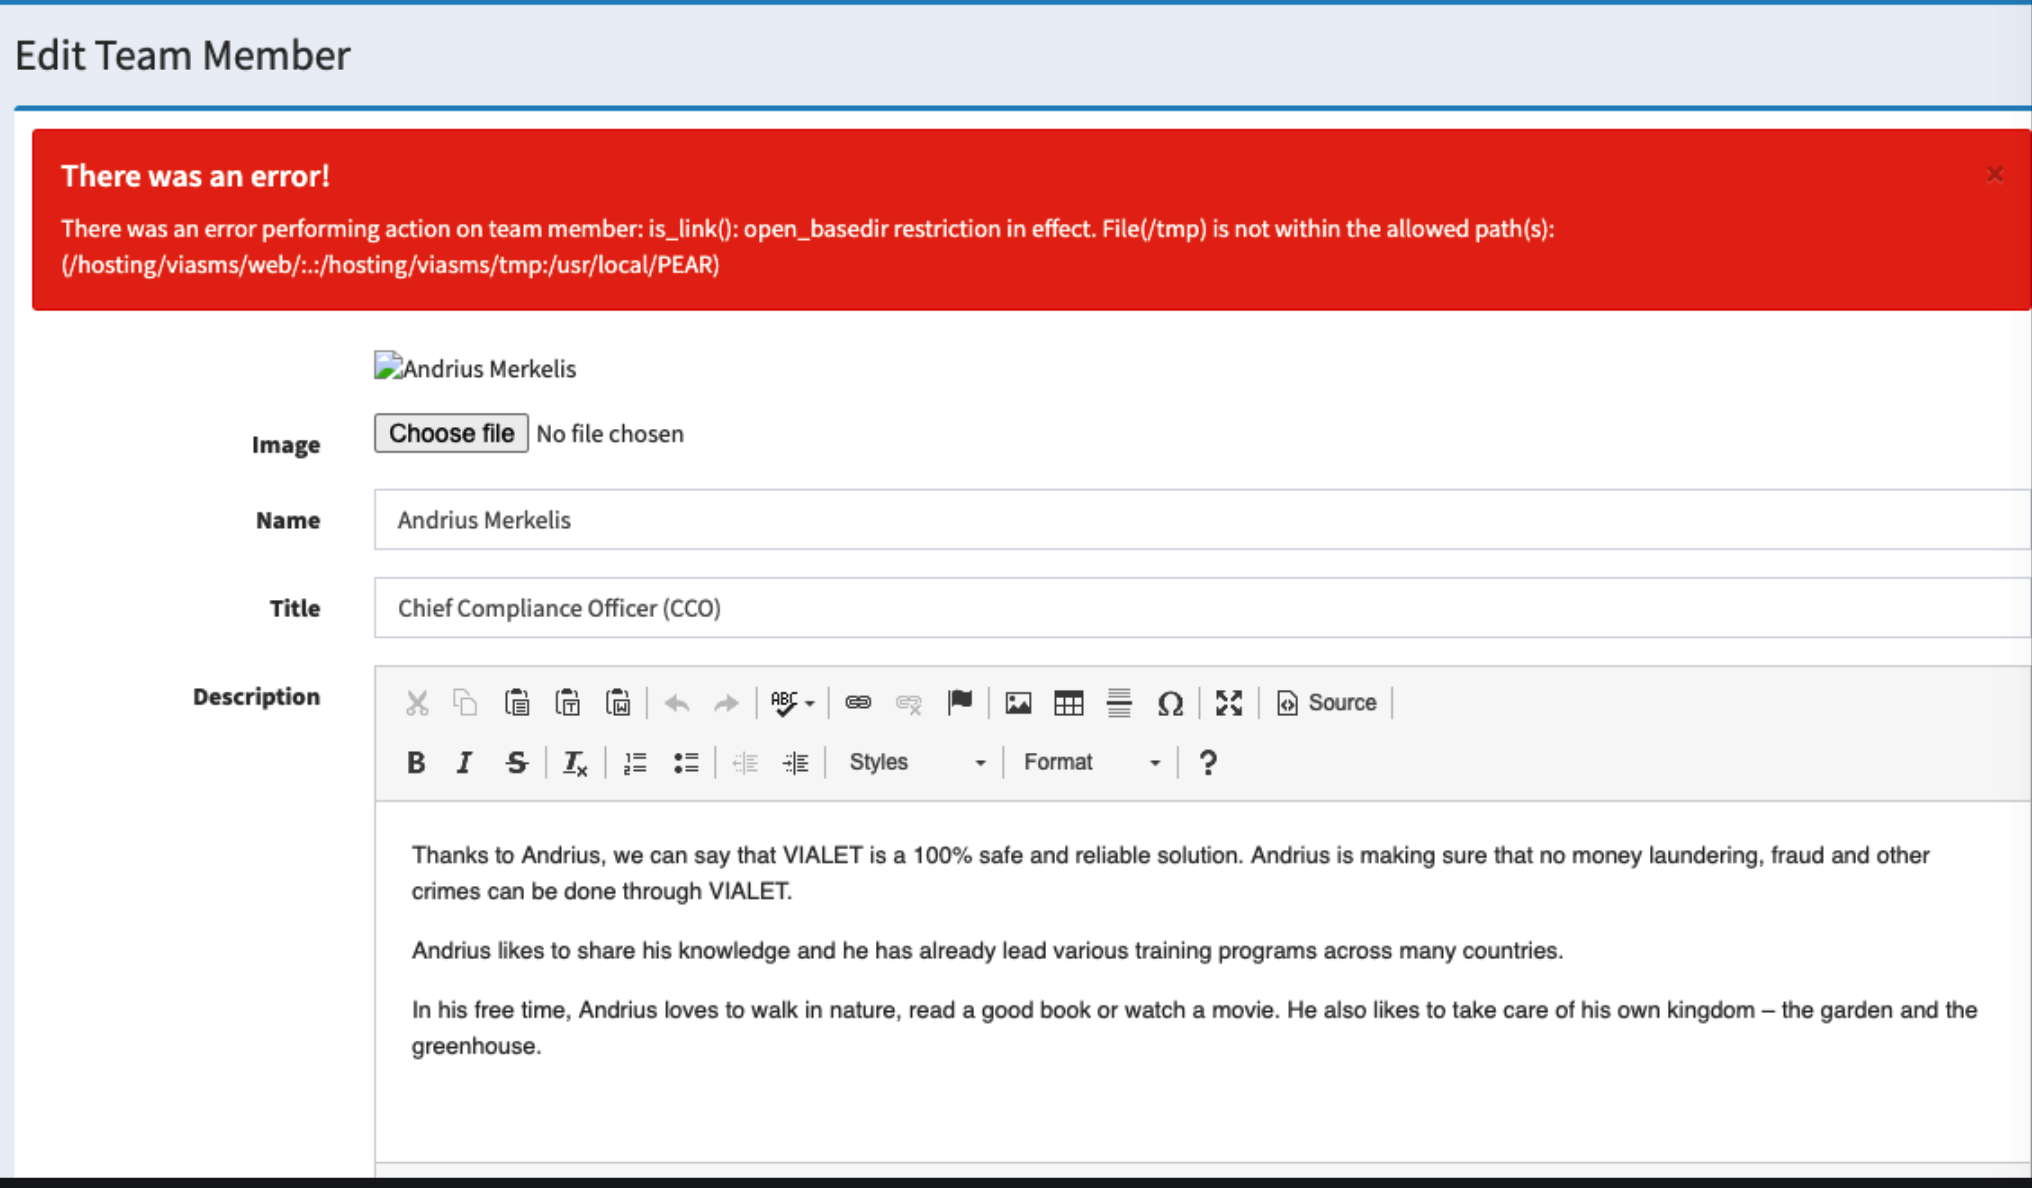 Edit Team Member
There was an error!
×
There was an error performing action on team member: is_link(): open_basedir restriction in effect. File(/tmp) is not within the allowed path(s):
(/hosting/viasms/web/:.:/hosting/viasms/tmp:/usr/local/PEAR)
Andrius Merkelis
Image
Choose file No file chosen
Name
Andrius Merkelis
Title
Chief Compliance Officer (CCO)
Description
ABC Ω Source
B I S Tx Styles Format ?
Thanks to Andrius, we can say that VIALET is a 100% safe and reliable solution. Andrius is making sure that no money laundering, fraud and other
crimes can be done through VIALET.
Andrius likes to share his knowledge and he has already lead various training programs across many countries.
In his free time, Andrius loves to walk in nature, read a good book or watch a movie. He also likes to take care of his own kingdom – the garden and the
greenhouse.